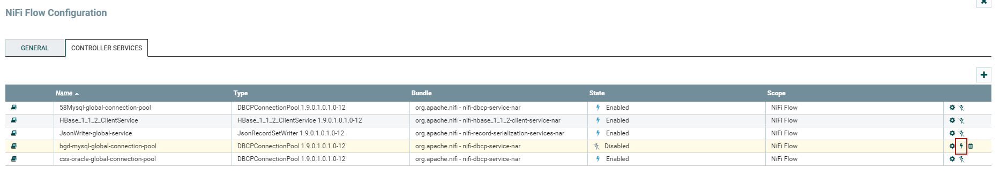 NiFi Flow Configuration
GENERAL CONTROLLER SERVICES
Name Type Bundle State Scope
58Mysql-global-connection-pool DBCPConnectionPool 1.9.0.1.0.1.0-12 org.apache.nifi - nifi-dbcp-service-nar Enabled NiFi Flow
HBase_1_1_2_ClientService HBase_1_1_2_ClientService 1.9.0.1.0.1.0-12 org.apache.nifi - nifi-hbase_1_1_2-client-service-nar Enabled NiFi Flow
JsonWriter-global-service JsonRecordSetWriter 1.9.0.1.0.1.0-12 org.apache.nifi - nifi-record-serialization-services-nar Enabled NiFi Flow
bgd-mysql-global-connection-pool DBCPConnectionPool 1.9.0.1.0.1.0-12 org.apache.nifi - nifi-dbcp-service-nar Disabled NiFi Flow
css-oracle-global-connection-pool DBCPConnectionPool 1.9.0.1.0.1.0-12 org.apache.nifi - nifi-dbcp-service-nar Enabled NiFi Flow